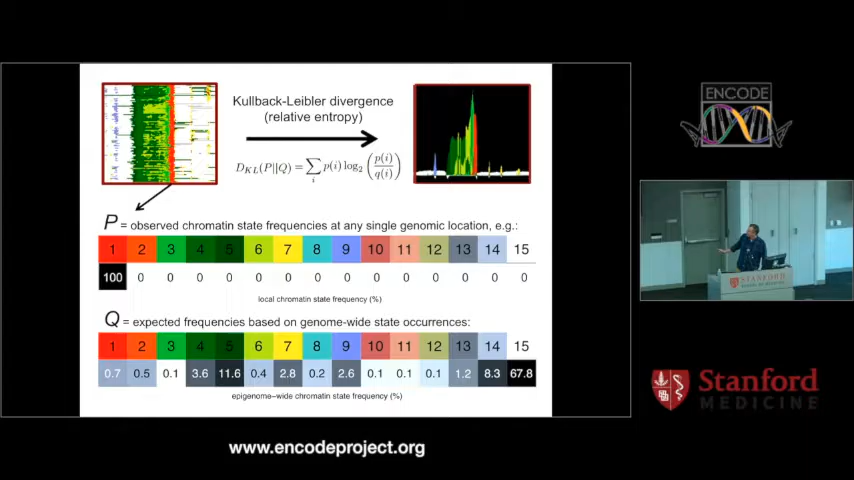 Kullback-Leibler divergence
(relative entropy)
D_KL(P||Q) = ∑_i p(i) log_2 (p(i)/q(i))
P = observed chromatin state frequencies at any single genomic location, e.g.:
1 2 3 4 5 6 7 8 9 10 11 12 13 14 15
100 0 0 0 0 0 0 0 0 0 0 0 0 0 0
local chromatin state frequency (%)
Q = expected frequencies based on genome-wide state occurrences:
1 2 3 4 5 6 7 8 9 10 11 12 13 14 15
0.7 0.5 0.1 3.6 11.6 0.4 2.8 0.2 2.6 0.1 0.1 0.1 1.2 8.3 67.8
epigenome-wide chromatin state frequency (%)
ENCODE
STANFORD
Stanford
MEDICINE
www.encodeproject.org